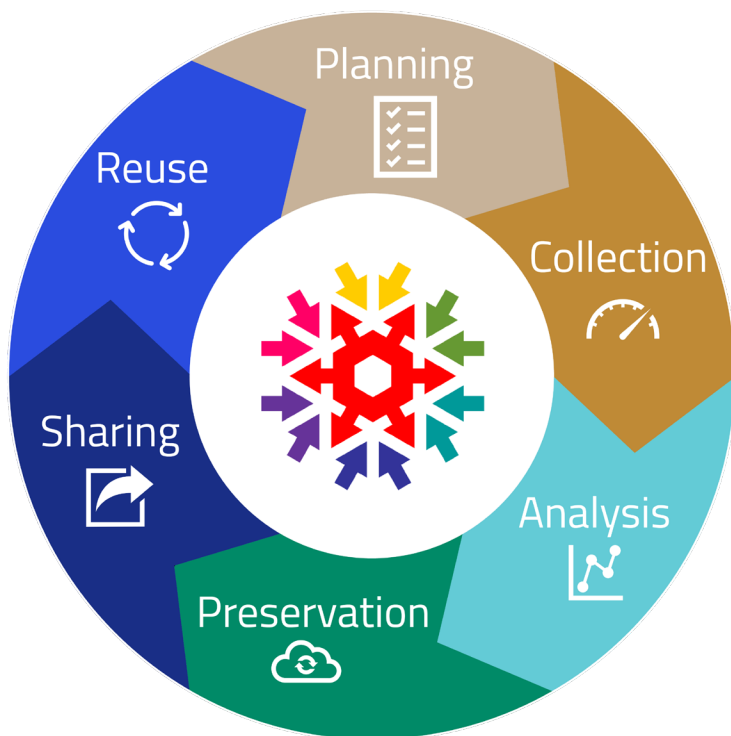 Planning
Collection
Analysis
Preservation
Sharing
Reuse